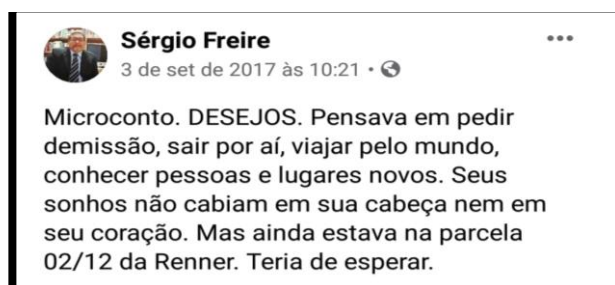 Sérgio Freire
3 de set de 2017 às 10:21 •
Microconto. DESEJOS. Pensava em pedir
demissão, sair por aí, viajar pelo mundo,
conhecer pessoas e lugares novos. Seus
sonhos não cabiam em sua cabeça nem em
seu coração. Mas ainda estava na parcela
02/12 da Renner. Teria de esperar.